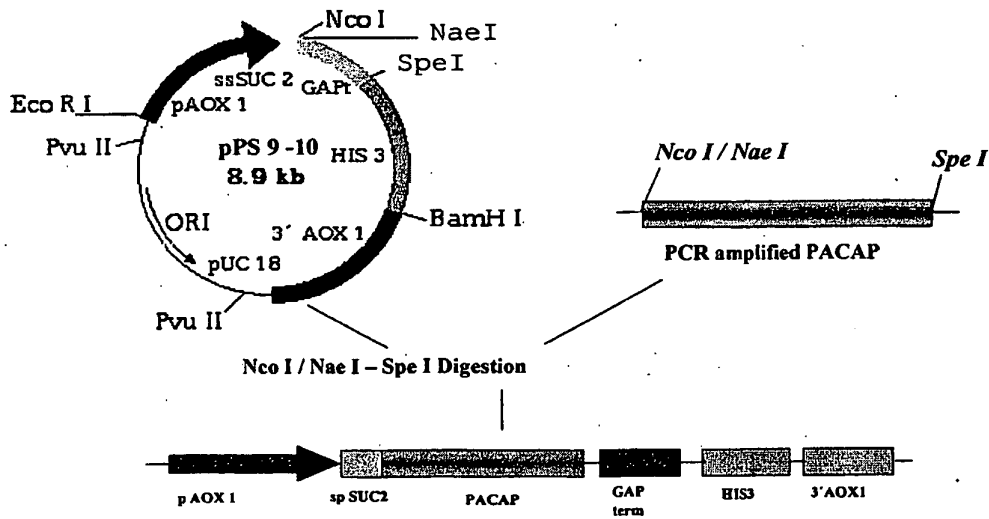 Nco I
NaeI
SpeI
ssSUC 2
GAPt
Eco R I
pAOX 1
Pvu II
pPS 9 -10
8.9 kb
HIS 3
Nco I / Nae I
Spe I
ORI
BamH I
3´ AOX 1
PCR amplified PACAP
pUC 18
Pvu II
Nco I / Nae I – Spe I Digestion
p AOX 1
sp SUC2
PACAP
GAP
term
HIS3
3´AOX1